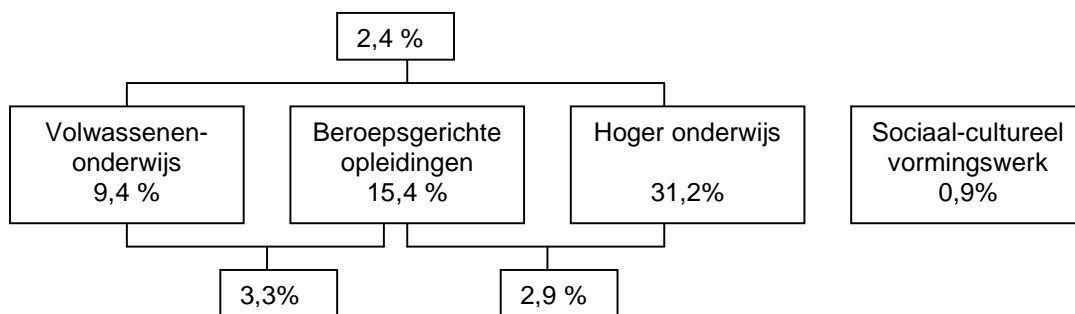 2,4 %
Volwassenen-
onderwijs
9,4 %
Beroepsgerichte
opleidingen
15,4 %
Hoger onderwijs
31,2%
Sociaal-cultureel
vormingswerk
0,9%
3,3%
2,9 %